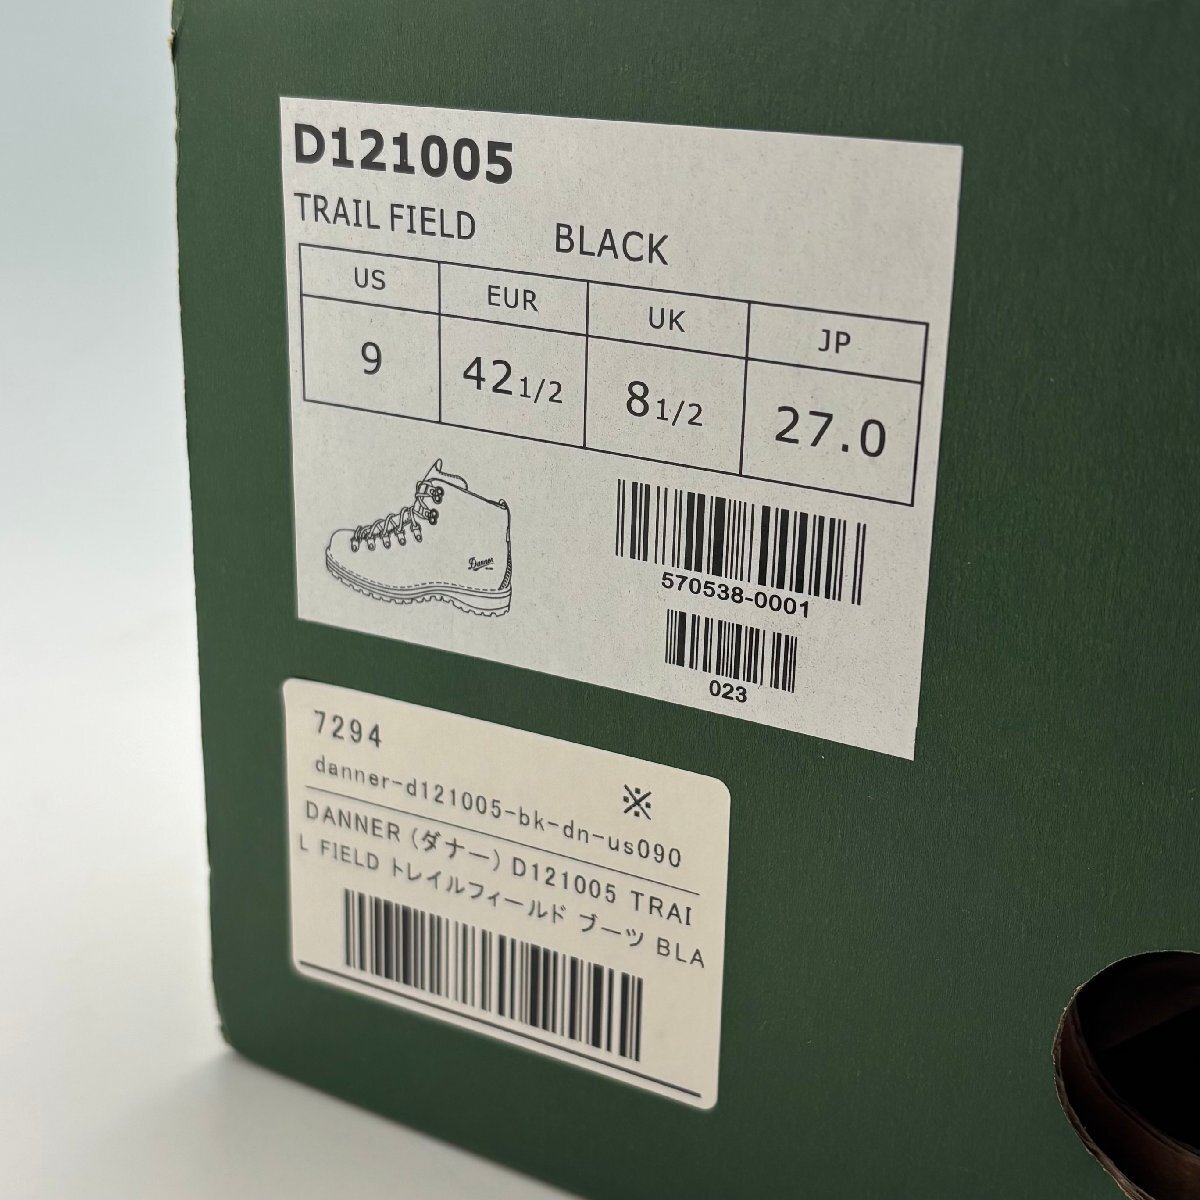 D121005
TRAIL FIELD BLACK
US EUR UK JP
9 42 1/2 8 1/2 27.0
Danner
570538-0001
023
7294
danner-d121005-bk-dn-us090
※
DANNER (ダナー) D121005 TRAI
L FIELD トレイルフィールド ブーツ BLA